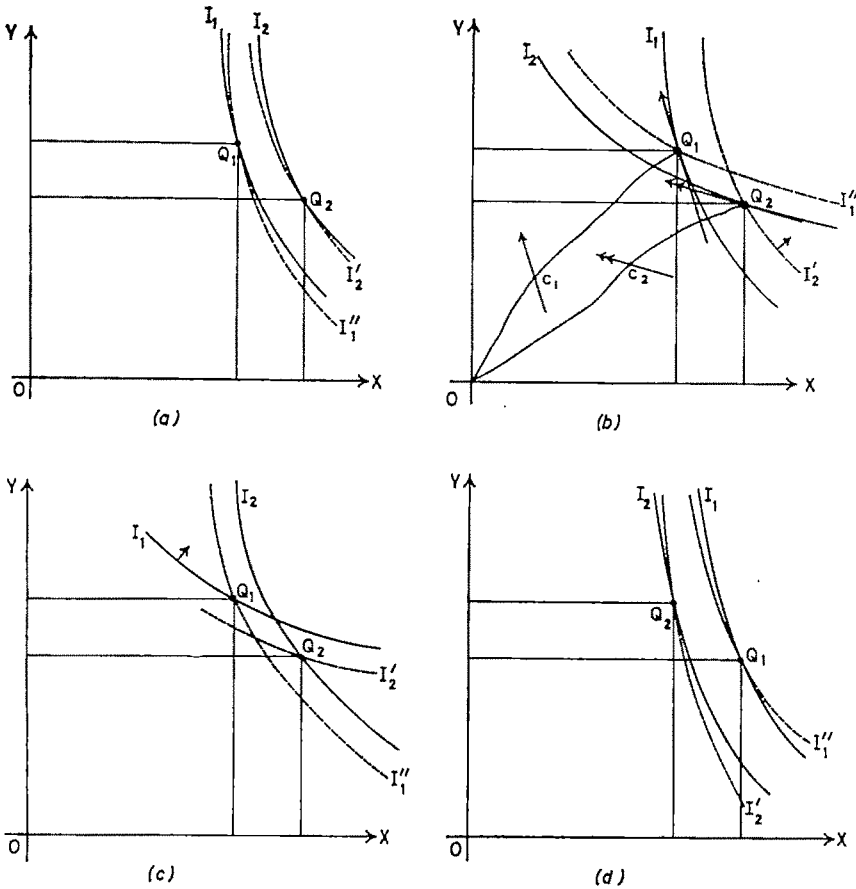 Y I₁ I₂
Q₁
Q₂
I₂′
I₁″
O X
(a)
Y I₁
I₂
Q₁
Q₂
I₁″
I₂′
C₁ C₂
O X
(b)
Y I₂
I₁
Q₁
Q₂
I₂′
I₁″
O X
(c)
Y I₂ I₁
Q₂
Q₁
I₁″
I₂′
O X
(d)